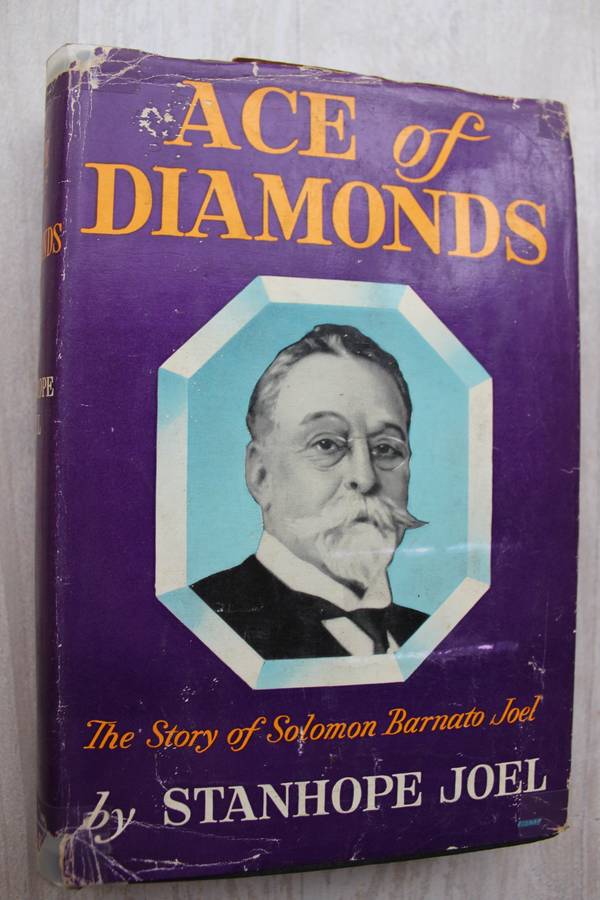 ACE of
DIAMONDS
The Story of Solomon Barnato Joel
by STANHOPE JOEL